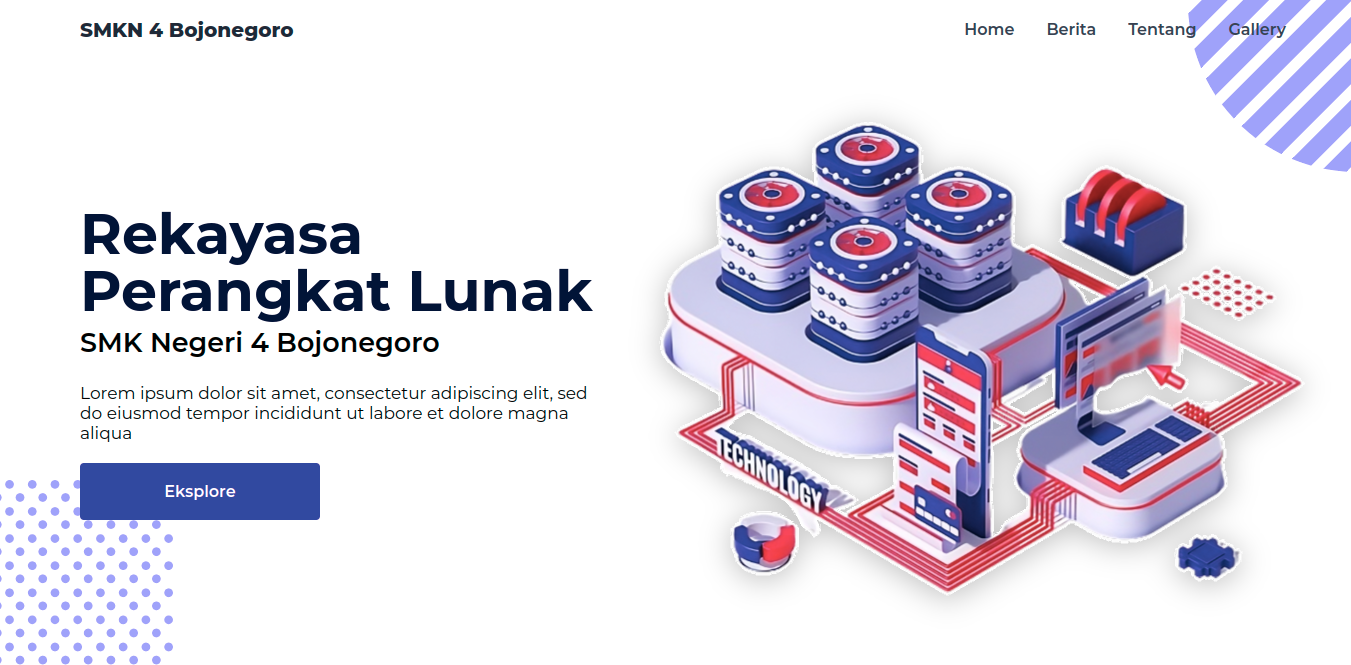 SMKN 4 Bojonegoro
Home Berita Tentang Gallery
Rekayasa
Perangkat Lunak
SMK Negeri 4 Bojonegoro
Lorem ipsum dolor sit amet, consectetur adipiscing elit, sed
do eiusmod tempor incididunt ut labore et dolore magna
aliqua
Eksplore
TECHNOLOGY